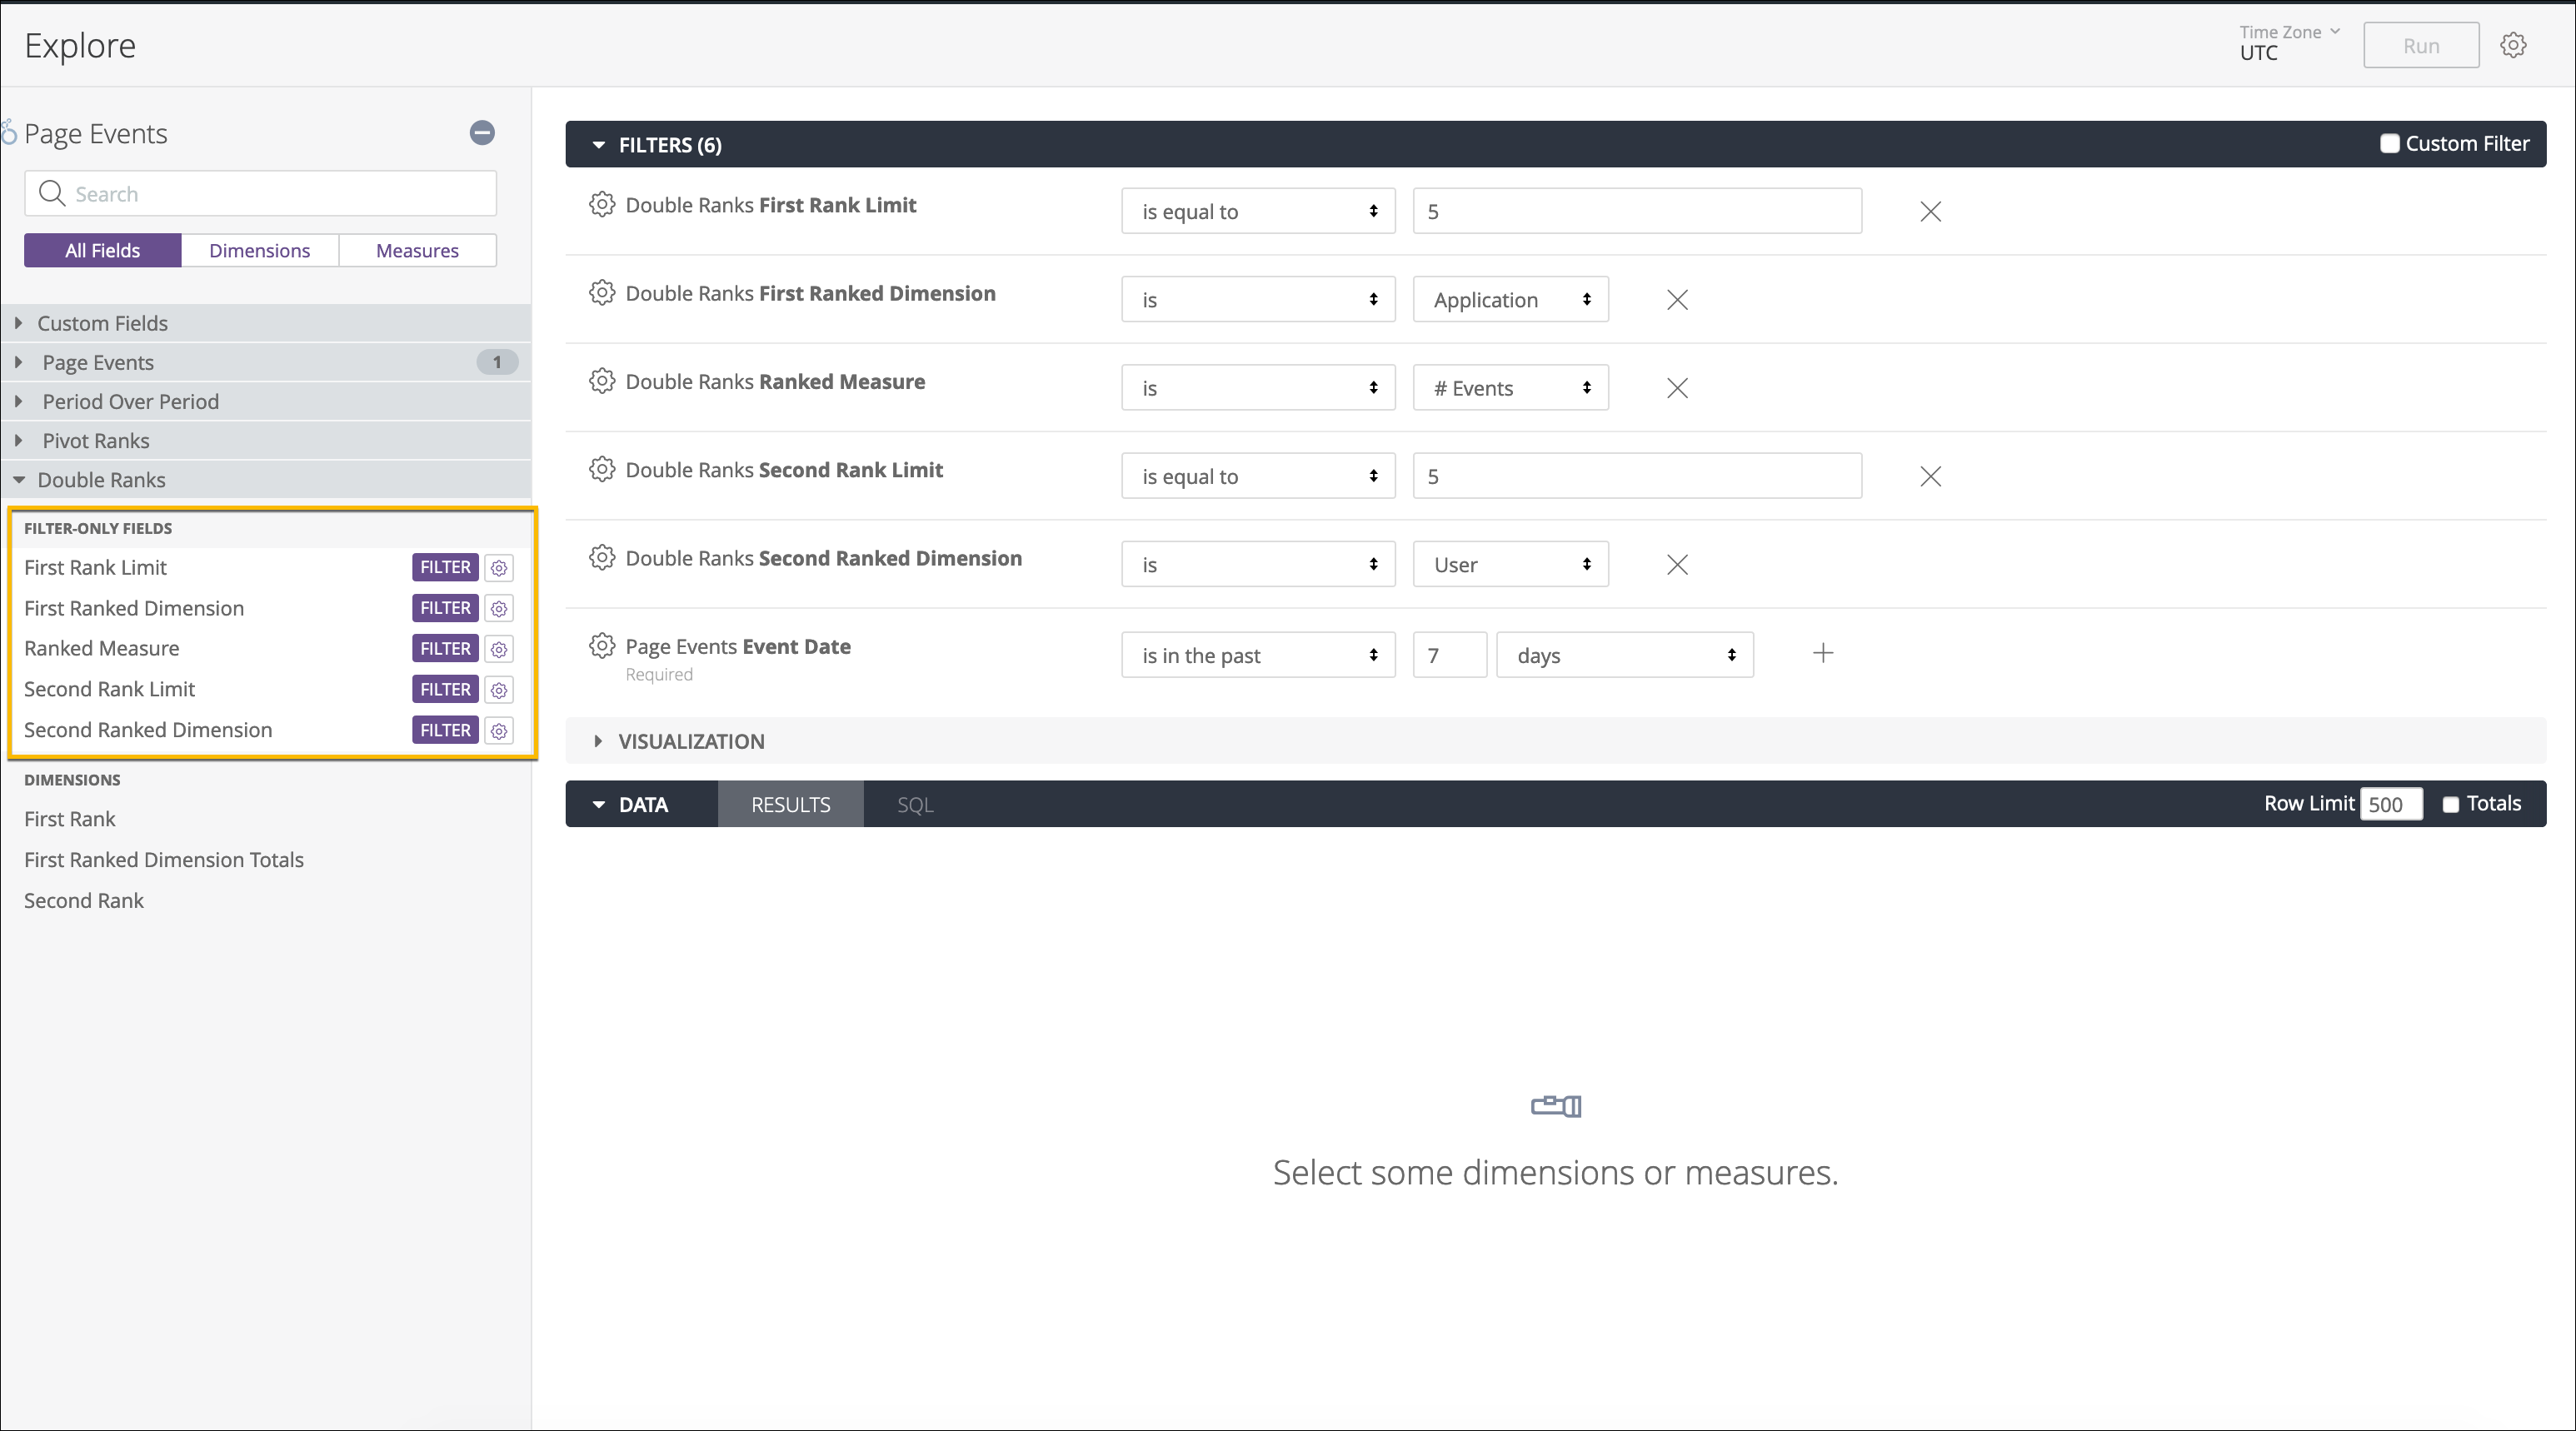 Explore
Time Zone
UTC
Run
Page Events
Search
All Fields
Dimensions
Measures
Custom Fields
Page Events 1
Period Over Period
Pivot Ranks
Double Ranks
FILTER-ONLY FIELDS
First Rank Limit FILTER
First Ranked Dimension FILTER
Ranked Measure FILTER
Second Rank Limit FILTER
Second Ranked Dimension FILTER
DIMENSIONS
First Rank
First Ranked Dimension Totals
Second Rank
FILTERS (6) Custom Filter
Double Ranks First Rank Limit is equal to 5
Double Ranks First Ranked Dimension is Application
Double Ranks Ranked Measure is # Events
Double Ranks Second Rank Limit is equal to 5
Double Ranks Second Ranked Dimension is User
Page Events Event Date is in the past 7 days
Required
VISUALIZATION
DATA RESULTS SQL Row Limit 500 Totals
Select some dimensions or measures.